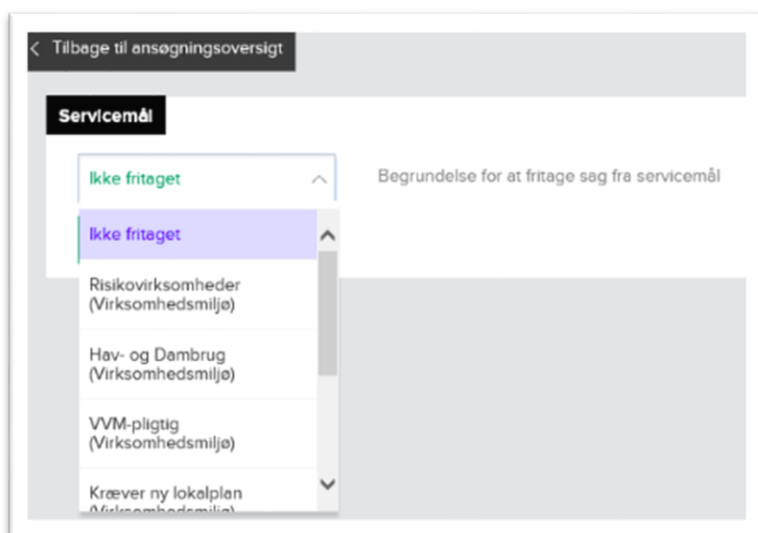 < Tilbage til ansøgningsoversigt
Servicemål
Ikke fritaget
Begrundelse for at fritage sag fra servicemål
Ikke fritaget
Risikovirksomheder
(Virksomhedsmiljø)
Hav- og Dambrug
(Virksomhedsmiljø)
VVM-pligtig
(Virksomhedsmiljø)
Kræver ny lokalplan
(Virksomhedsmiljø)